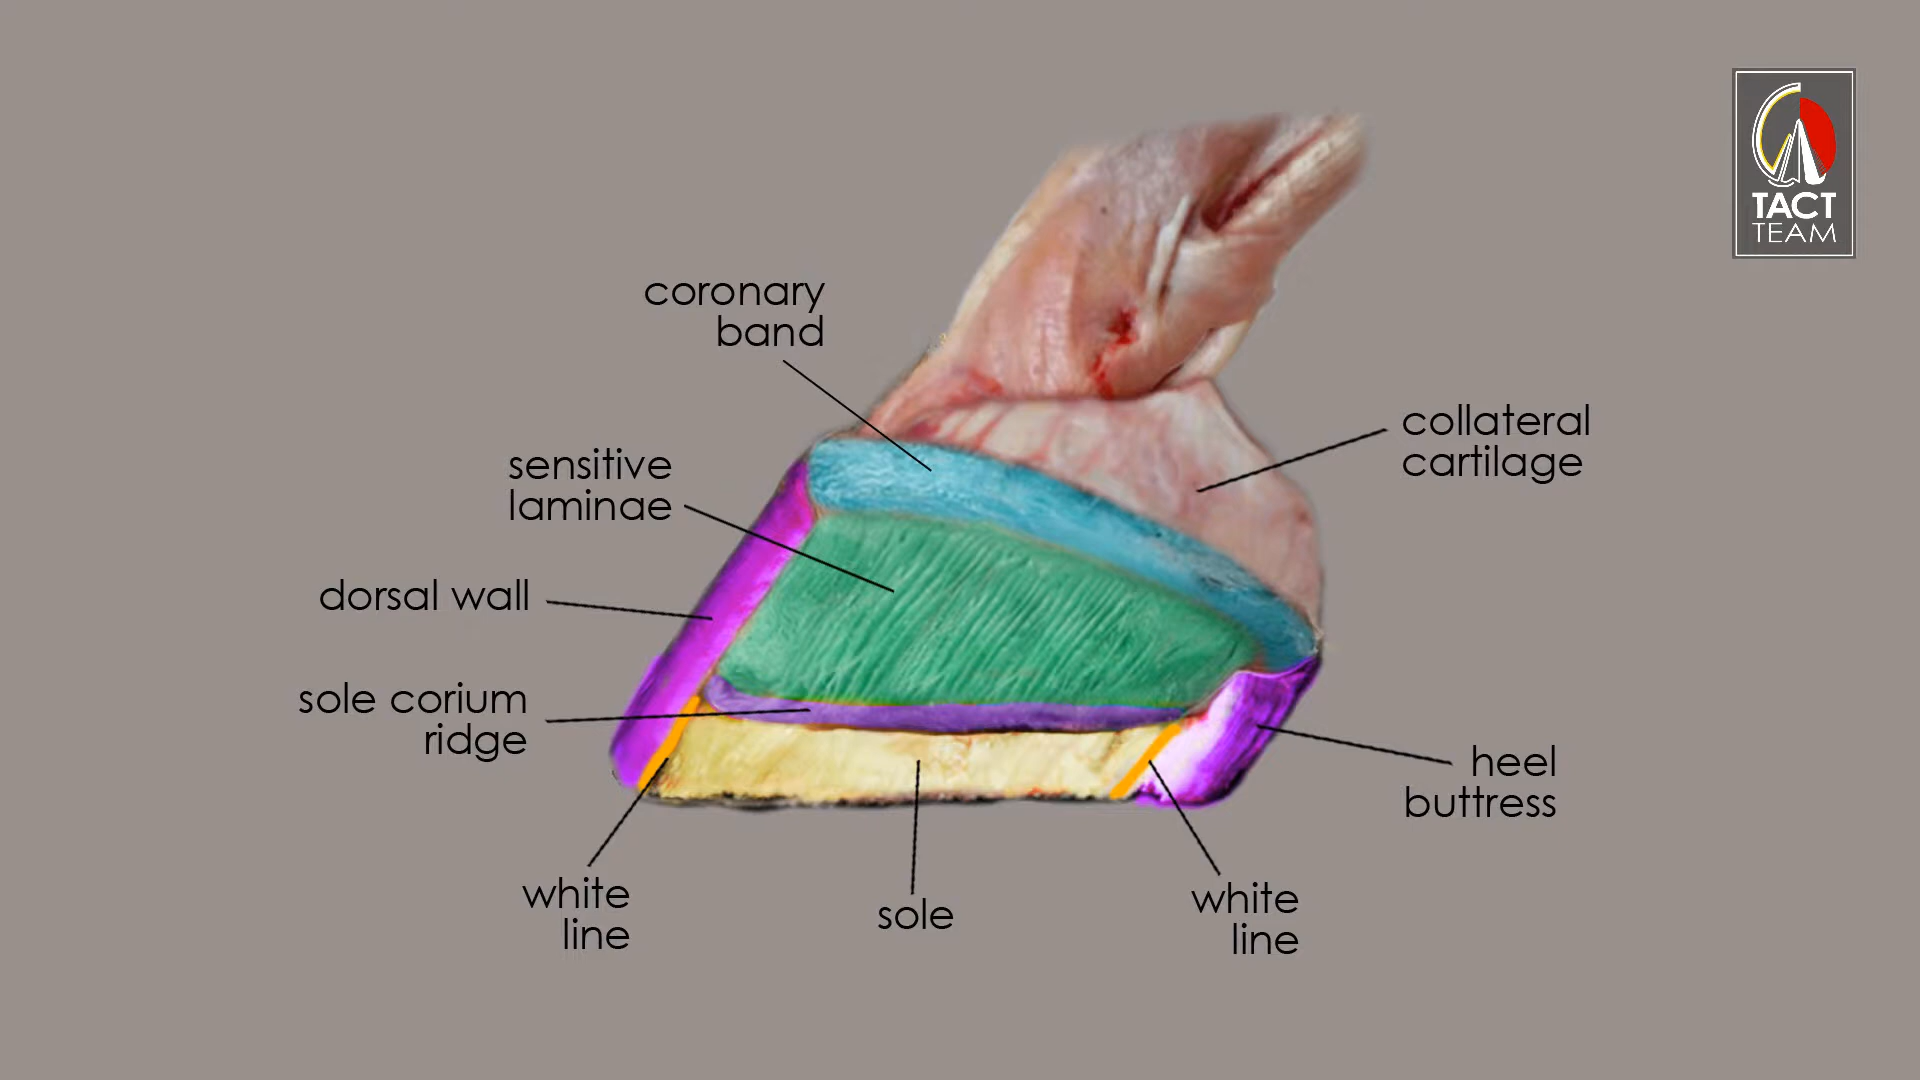 TACT
TEAM
coronary
band
collateral
cartilage
sensitive
laminae
dorsal wall
sole corium
ridge
heel
buttress
white
line
sole
white
line